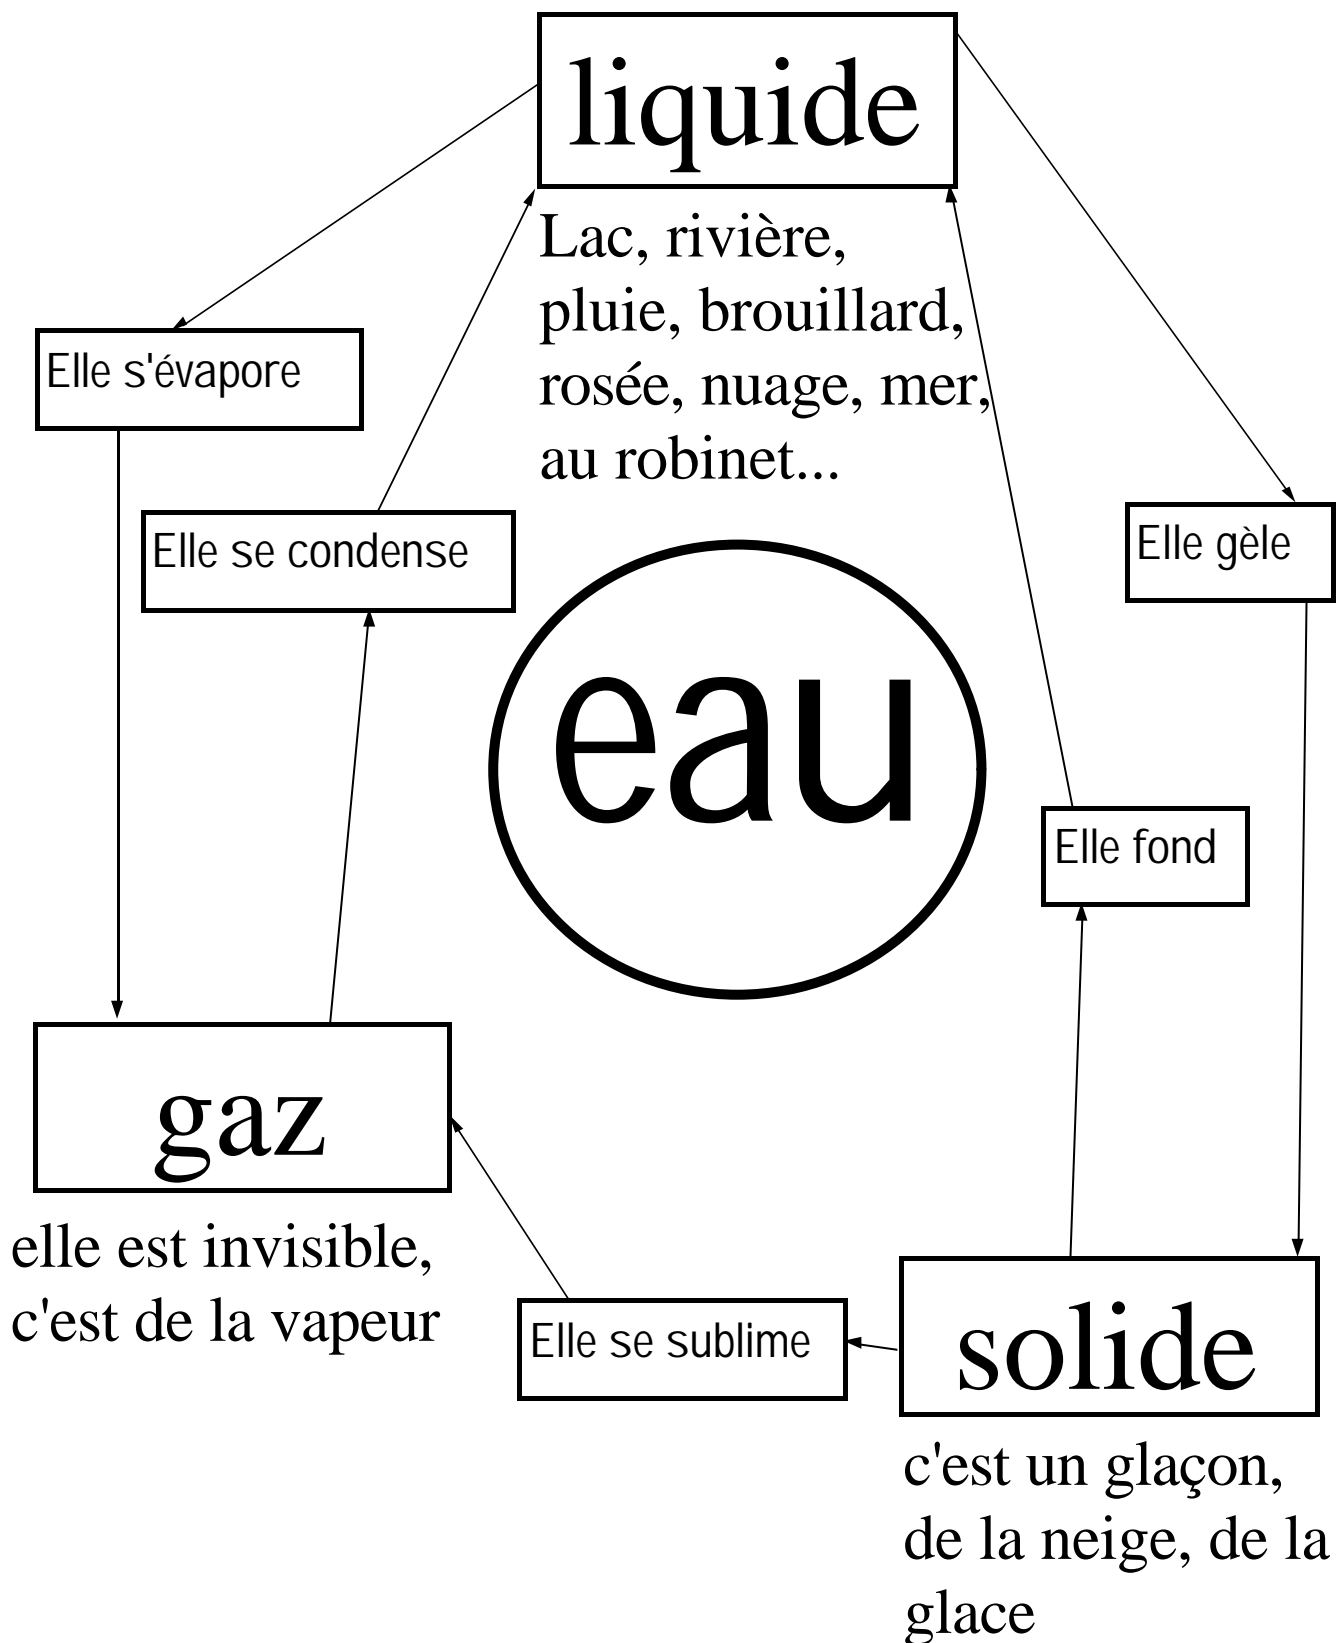 liquide
Lac, rivière,
pluie, brouillard,
rosée, nuage, mer,
au robinet...
Elle s'évapore
Elle se condense
Elle gèle
eau
Elle fond
gaz
elle est invisible,
c'est de la vapeur
Elle se sublime
solide
c'est un glaçon,
de la neige, de la
glace